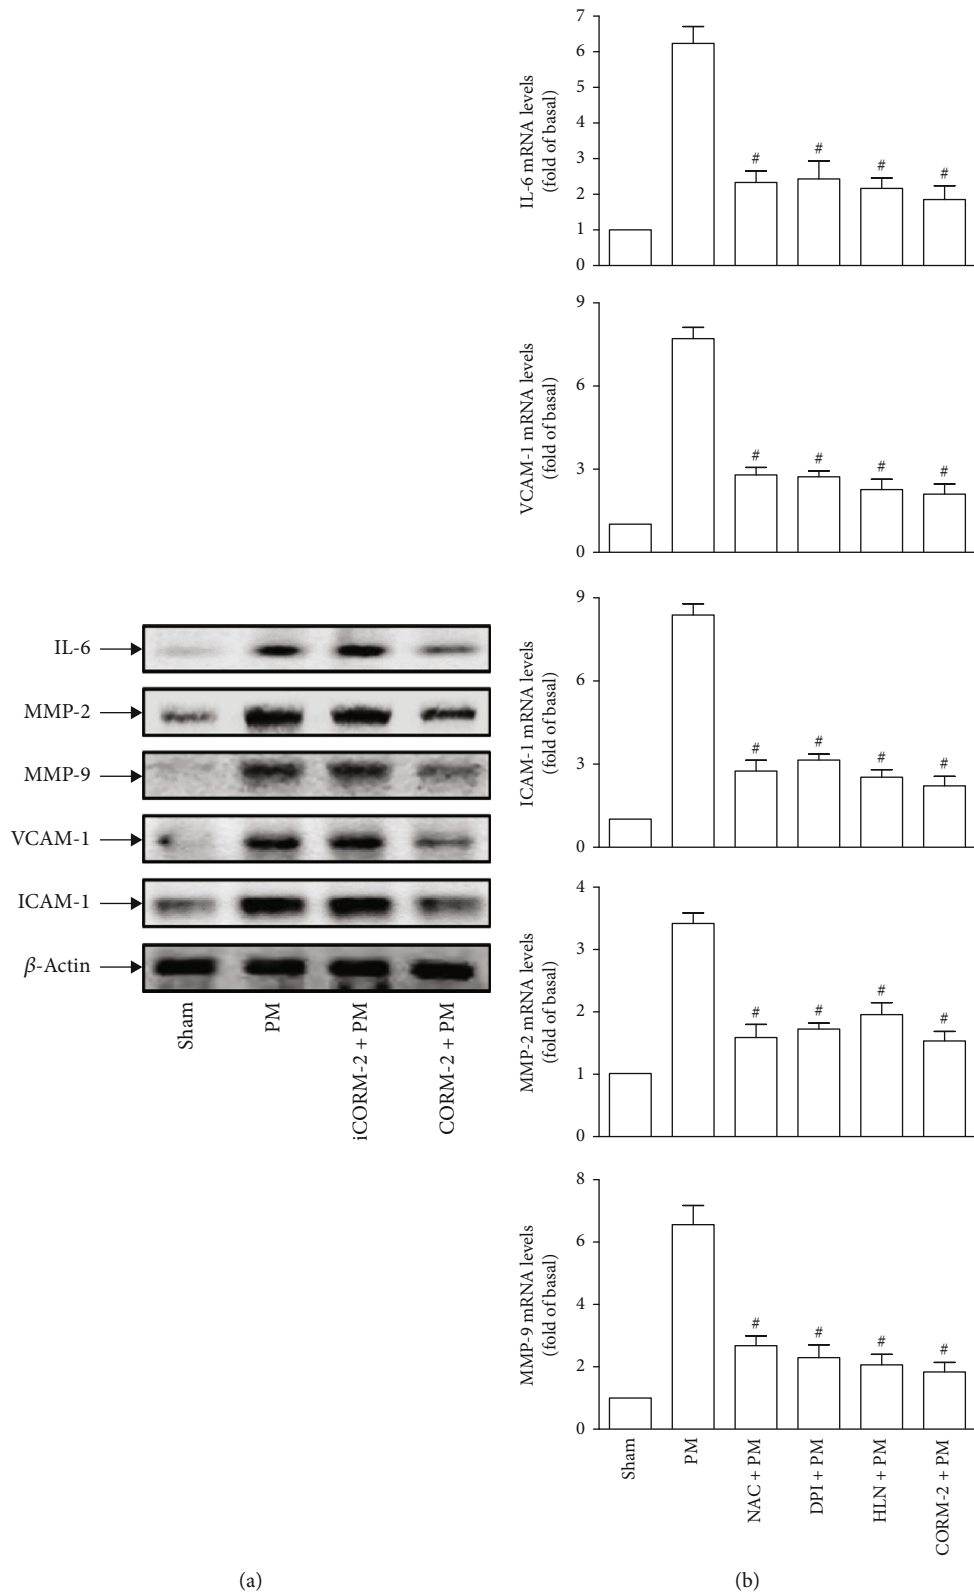 IL-6
MMP-2
MMP-9
VCAM-1
ICAM-1
β-Actin
Sham
PM
iCORM-2 + PM
CORM-2 + PM
(a)
7
6
5
4
3
2
1
0
IL-6 mRNA levels
(fold of basal)
#
#
#
#
9
6
3
0
VCAM-1 mRNA levels
(fold of basal)
#
#
#
#
9
6
3
0
ICAM-1 mRNA levels
(fold of basal)
#
#
#
#
4
3
2
1
0
MMP-2 mRNA levels
(fold of basal)
#
#
#
#
8
6
4
2
0
MMP-9 mRNA levels
(fold of basal)
#
#
#
#
Sham
PM
NAC + PM
DPI + PM
HLN + PM
CORM-2 + PM
(b)